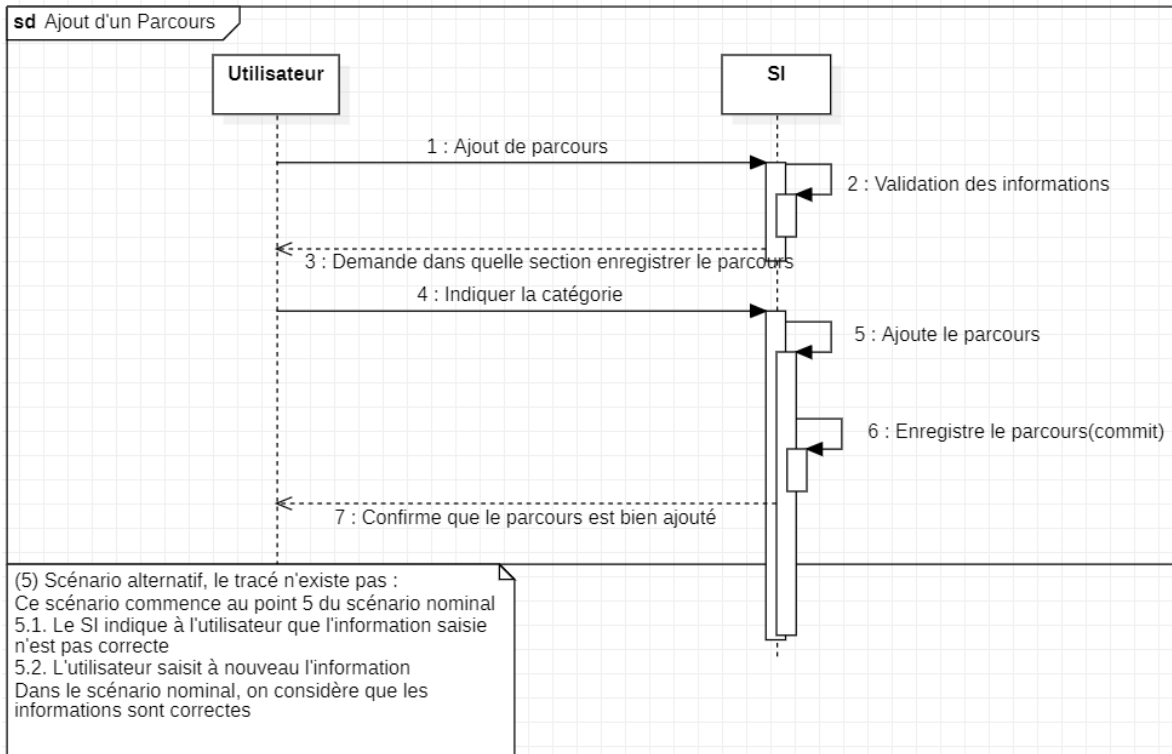 sd Ajout d'un Parcours
Utilisateur
SI
1 : Ajout de parcours
2 : Validation des informations
3 : Demande dans quelle section enregistrer le parcours
4 : Indiquer la catégorie
5 : Ajoute le parcours
6 : Enregistre le parcours(commit)
7 : Confirme que le parcours est bien ajouté
(5) Scénario alternatif, le tracé n'existe pas :
Ce scénario commence au point 5 du scénario nominal
5.1. Le SI indique à l'utilisateur que l'information saisie
n'est pas correcte
5.2. L'utilisateur saisit à nouveau l'information
Dans le scénario nominal, on considère que les
informations sont correctes